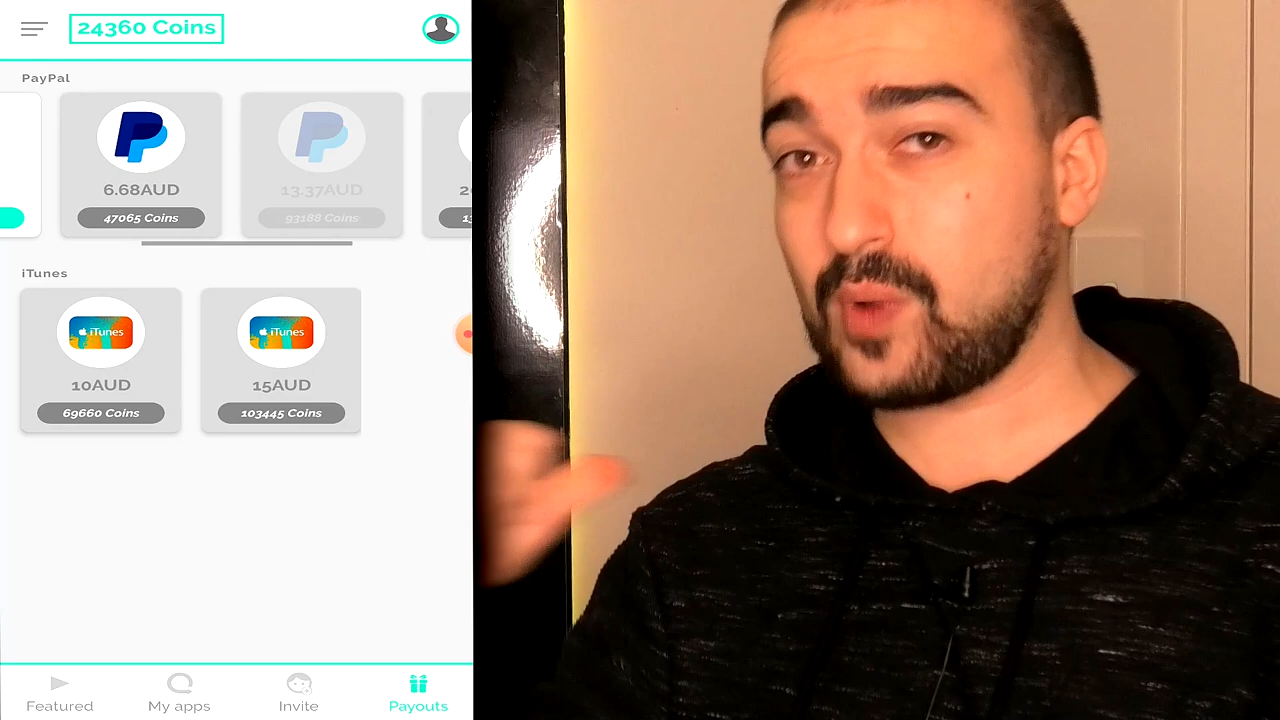 24360 Coins
PayPal
6.68AUD
13.37AUD
47065 Coins
93188 Coins
iTunes
iTunes
iTunes
10AUD
15AUD
69660 Coins
103445 Coins
Featured
My apps
Invite
Payouts